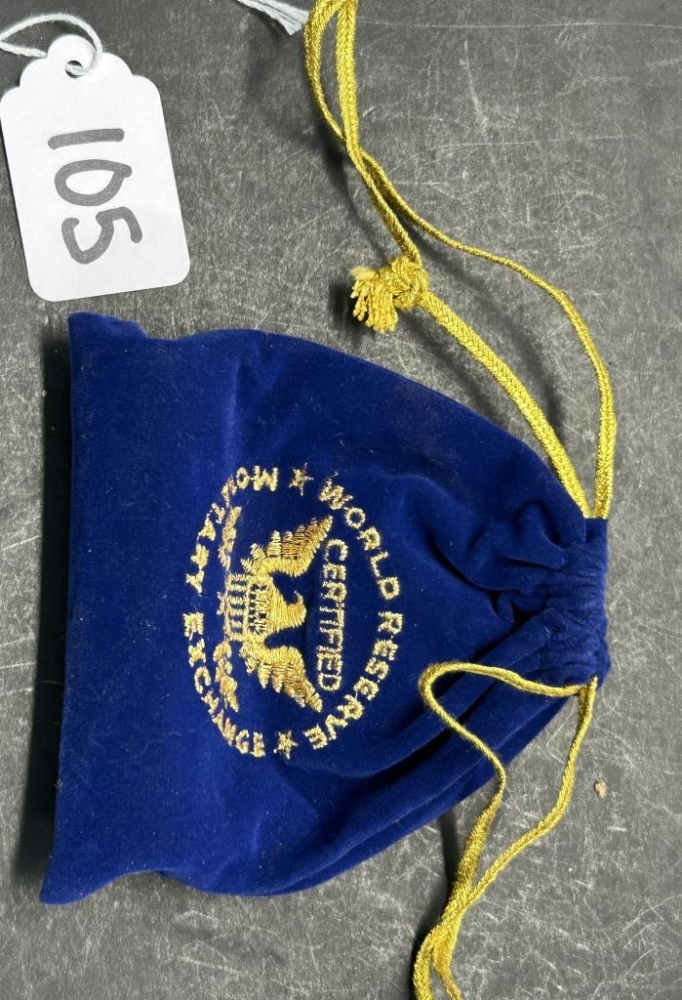 105
WORLD RESERVE
CERTIFIED
MONETARY EXCHANGE